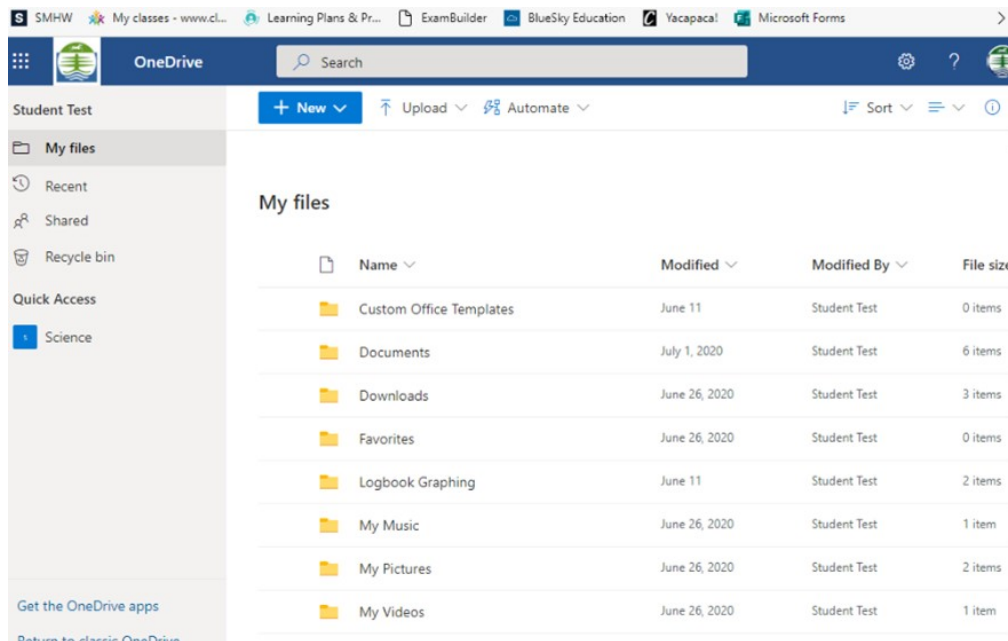 SMHW My classes - www.cl... Learning Plans & Pr... ExamBuilder BlueSky Education Yacapaca! Microsoft Forms
OneDrive Search ?
Student Test
New Upload Automate Sort
My files
Recent
Shared
Recycle bin
Quick Access
Science
My files
Name Modified Modified By File size
Custom Office Templates June 11 Student Test 0 items
Documents July 1, 2020 Student Test 6 items
Downloads June 26, 2020 Student Test 3 items
Favorites June 26, 2020 Student Test 0 items
Logbook Graphing June 11 Student Test 2 items
My Music June 26, 2020 Student Test 1 item
My Pictures June 26, 2020 Student Test 2 items
My Videos June 26, 2020 Student Test 1 item
Get the OneDrive apps
Return to classic OneDrive